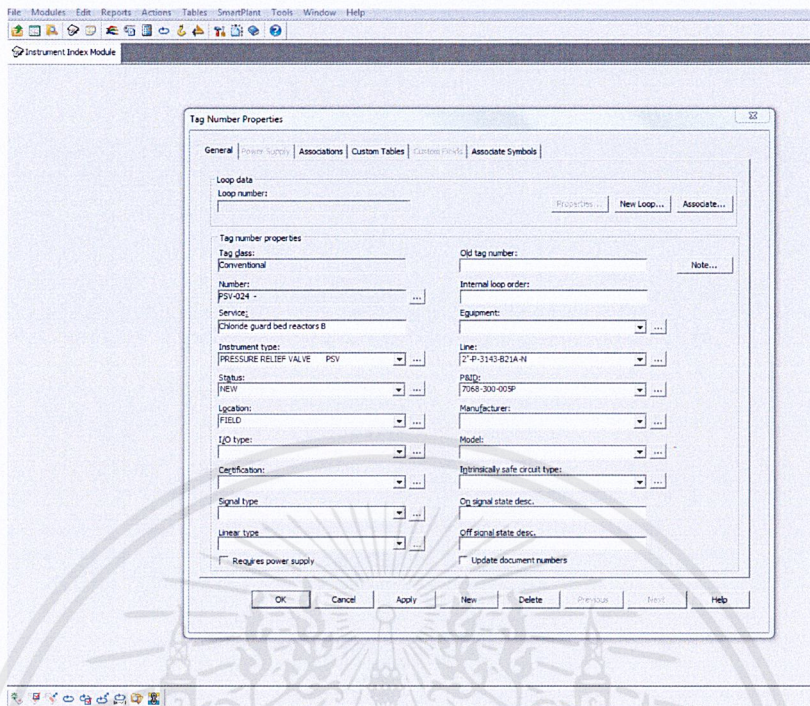 File Modules Edit Reports Actions Tables SmartPlant Tools Window Help
Instrument Index Module
Tag Number Properties
General Power Supply Associations Custom Tables Custom Fields Associate Symbols
Loop data
Loop number:
Properties... New Loop... Associate...
Tag number properties
Tag class: Old tag number:
Conventional Note...
Number: Internal loop order:
PSV-024 - ...
Service: Equipment:
Chloride guard bed reactors B ...
Instrument type: Line:
PRESSURE RELIEF VALVE PSV ... 2"-P-3143-B21A-N ...
Status: P&ID:
NEW ... 7068-300-005P ...
Location: Manufacturer:
FIELD ... ...
I/O type: Model:
... ...
Certification: Intrinsically safe circuit type:
... ...
Signal type On signal state desc.
...
Linear type Off signal state desc.
...
Requires power supply Update document numbers
OK Cancel Apply New Delete Previous Next Help